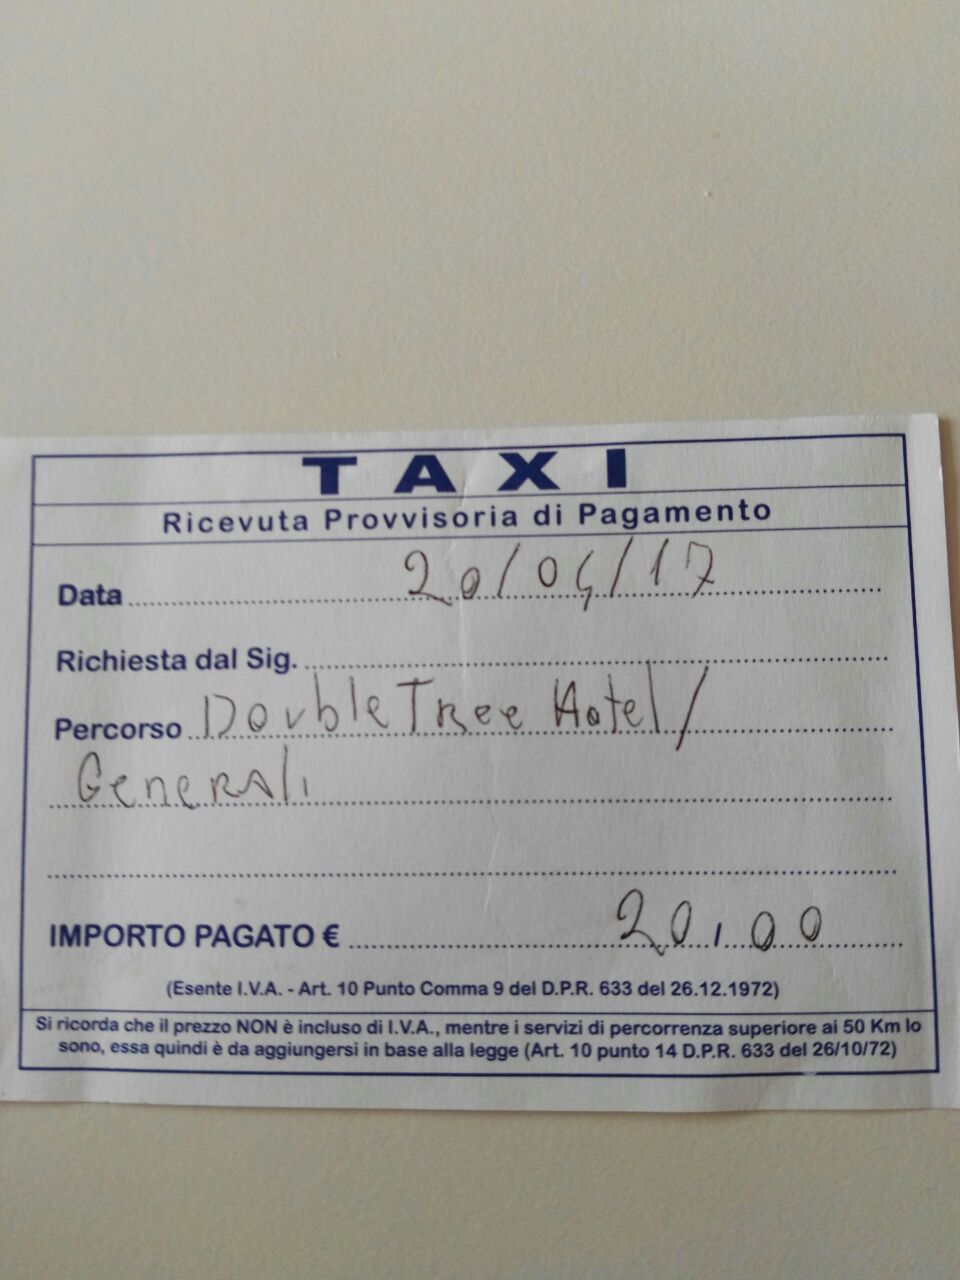 TAXI
Ricevuta Provvisoria di Pagamento
Data 20/04/17
Richiesta dal Sig.
Percorso DoubleTree Hotel/
Generali
IMPORTO PAGATO € 20,00
(Esente I.V.A. - Art. 10 Punto Comma 9 del D.P.R. 633 del 26.12.1972)
Si ricorda che il prezzo NON è incluso di I.V.A., mentre i servizi di percorrenza superiore ai 50 Km lo
sono, essa quindi è da aggiungersi in base alla legge (Art. 10 punto 14 D.P.R. 633 del 26/10/72)